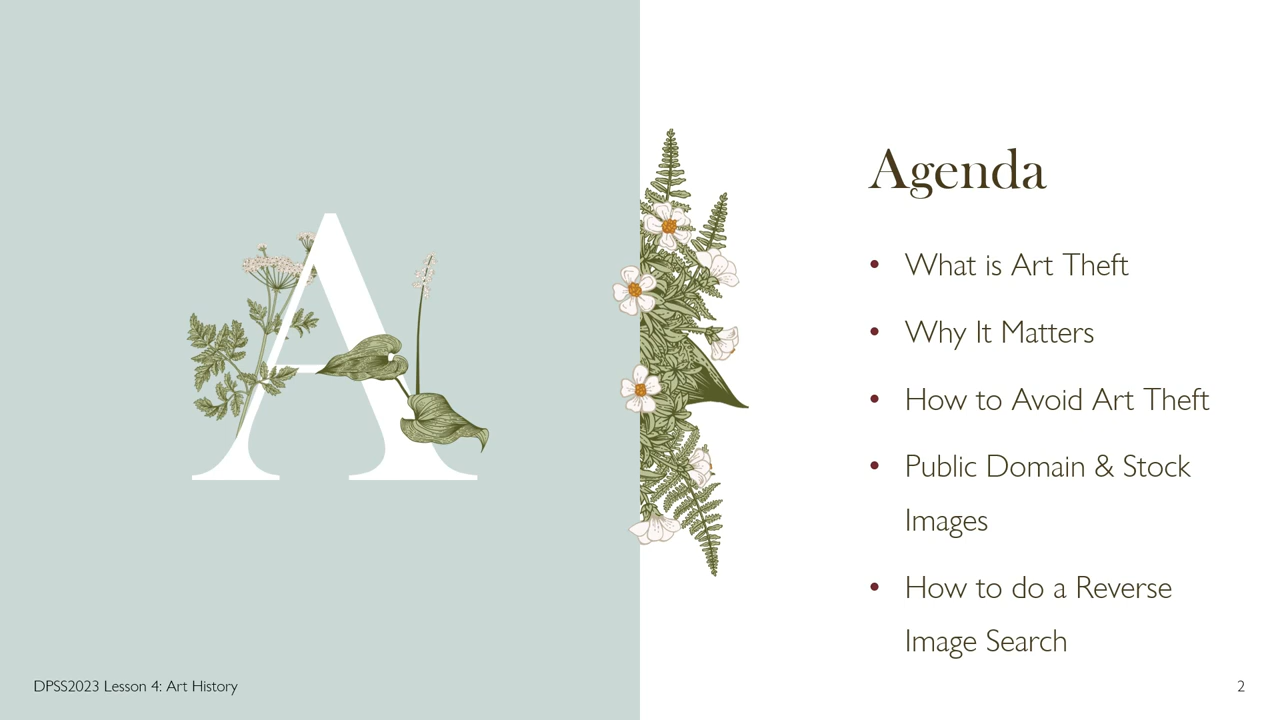 A
Agenda
• What is Art Theft
• Why It Matters
• How to Avoid Art Theft
• Public Domain & Stock
Images
• How to do a Reverse
Image Search
DPSS2023 Lesson 4: Art History
2